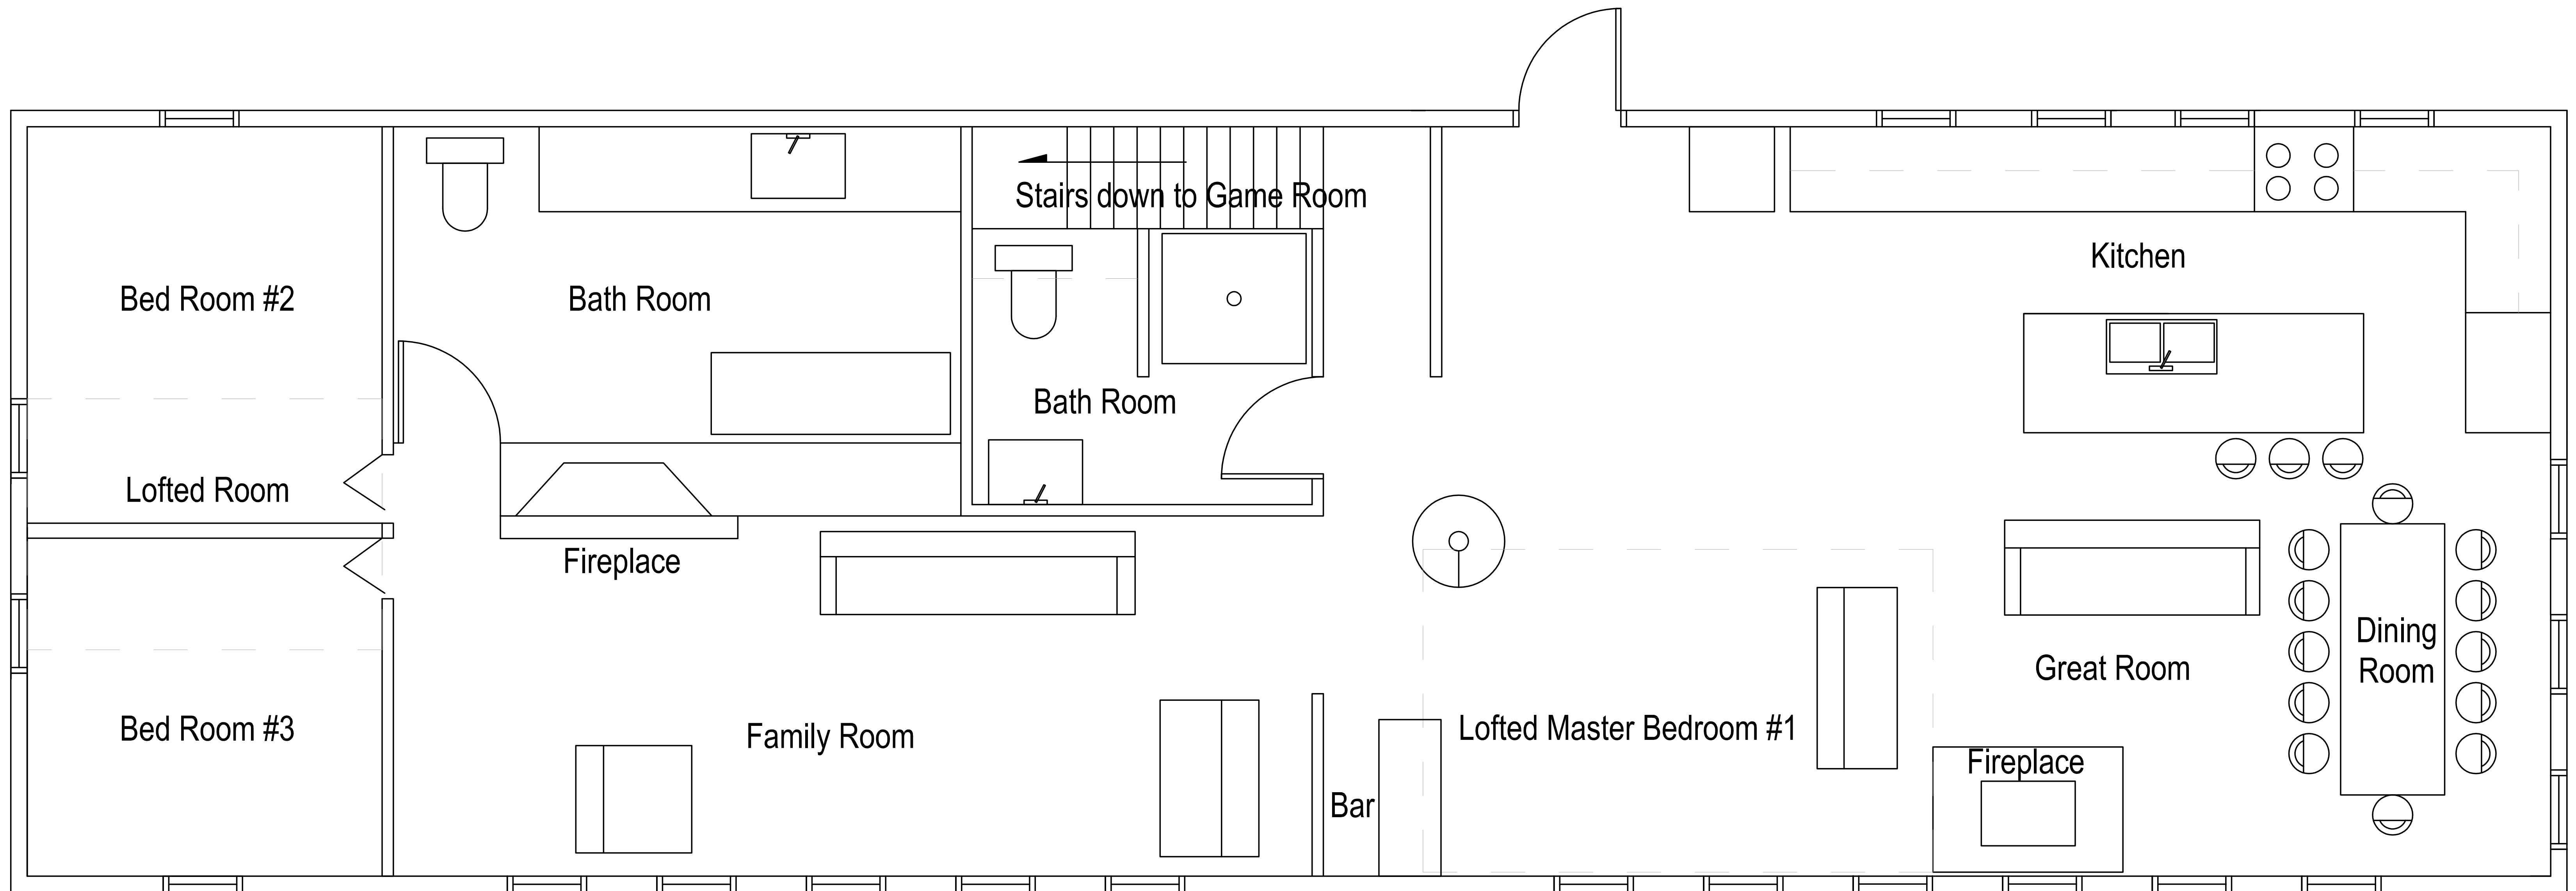 Stairs down to Game Room
Kitchen
Bed Room #2
Bath Room
Bath Room
Lofted Room
Fireplace
Dining
Room
Great Room
Bed Room #3
Family Room
Lofted Master Bedroom #1
Fireplace
Bar